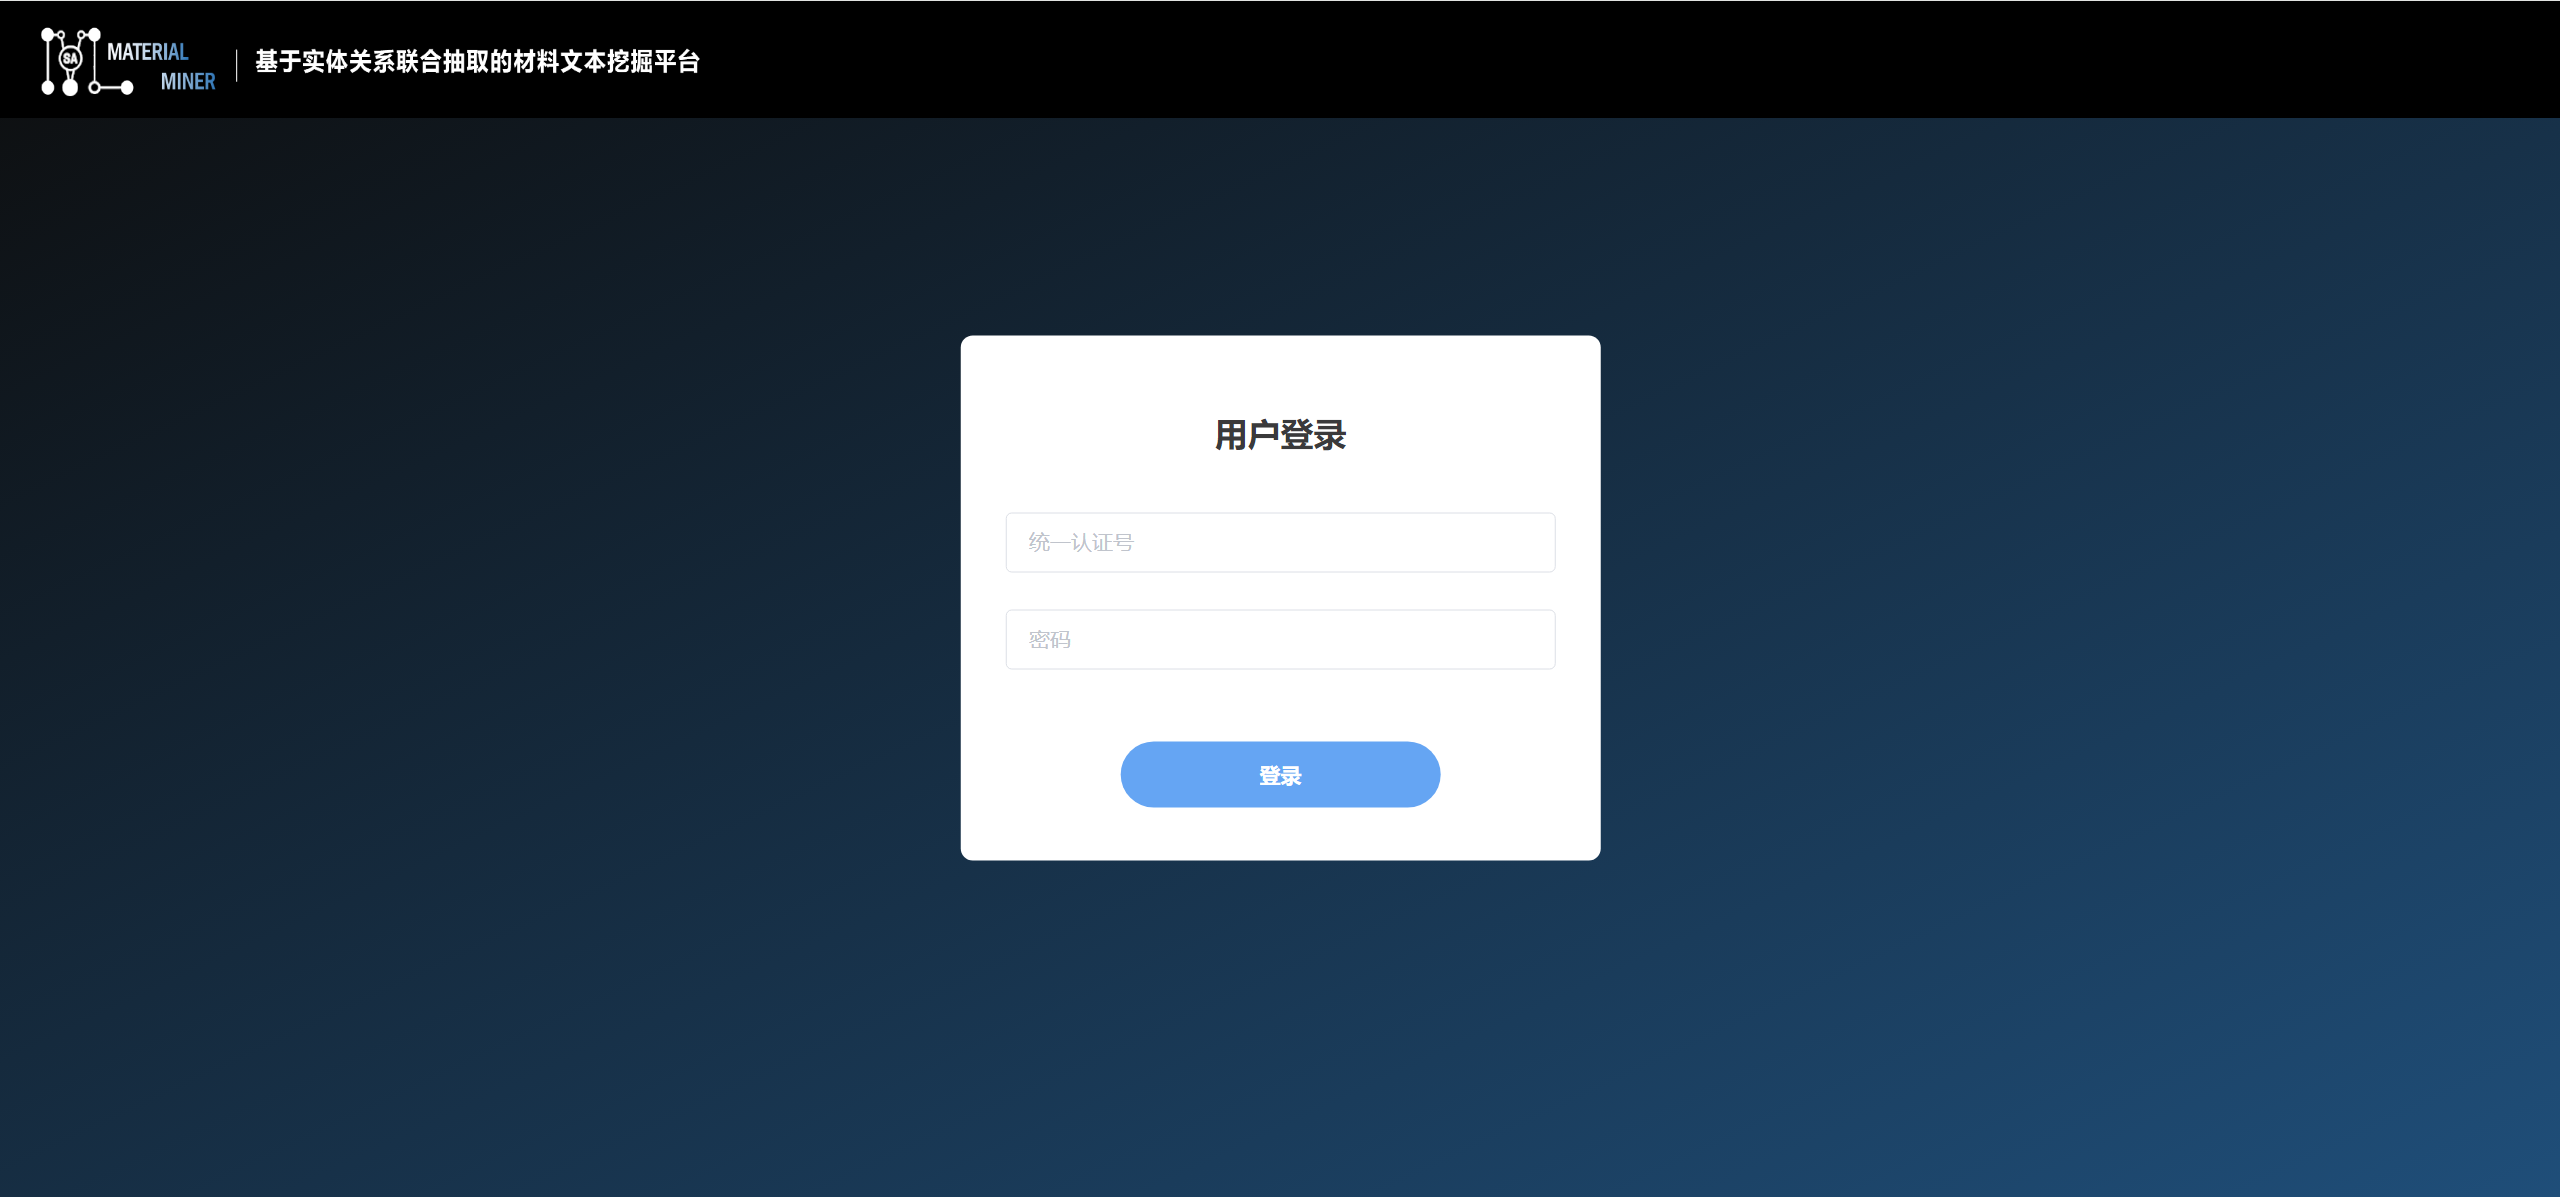 SA
MATERIAL
MINER
基于实体关系联合抽取的材料文本挖掘平台
用户登录
统一认证号
密码
登录